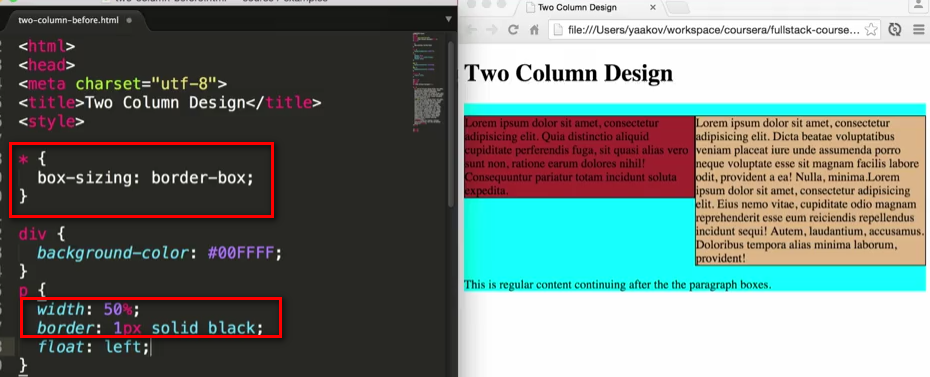 two-column-before.html
<html>
<head>
<meta charset="utf-8">
<title>Two Column Design</title>
<style>
* {
box-sizing: border-box;
}
div {
background-color: #00FFFF;
}
p {
width: 50%;
border: 1px solid black;
float: left;
}
Two Column Design
file:///Users/yaakov/workspace/coursera/fullstack-course...
Two Column Design
Lorem ipsum dolor sit amet, consectetur
adipisicing elit. Quia distinctio aliquid
cupiditate perferendis fuga, sit quasi alias vero
sunt non, ratione earum dolores nihil!
Consequuntur pariatur totam incidunt soluta
expedita.
Lorem ipsum dolor sit amet, consectetur
adipisicing elit. Dicta beatae voluptatibus
veniam placeat iure unde assumenda porro
neque voluptate esse sit magnam facilis labore
odit, provident a ea! Nulla, minima.Lorem
ipsum dolor sit amet, consectetur adipisicing
elit. Eius nemo vitae, cupiditate odio magnam
reprehenderit esse eum reiciendis repellendus
incidunt sequi! Autem, laudantium, accusamus.
Doloribus tempora alias minima laborum,
provident!
This is regular content continuing after the the paragraph boxes.